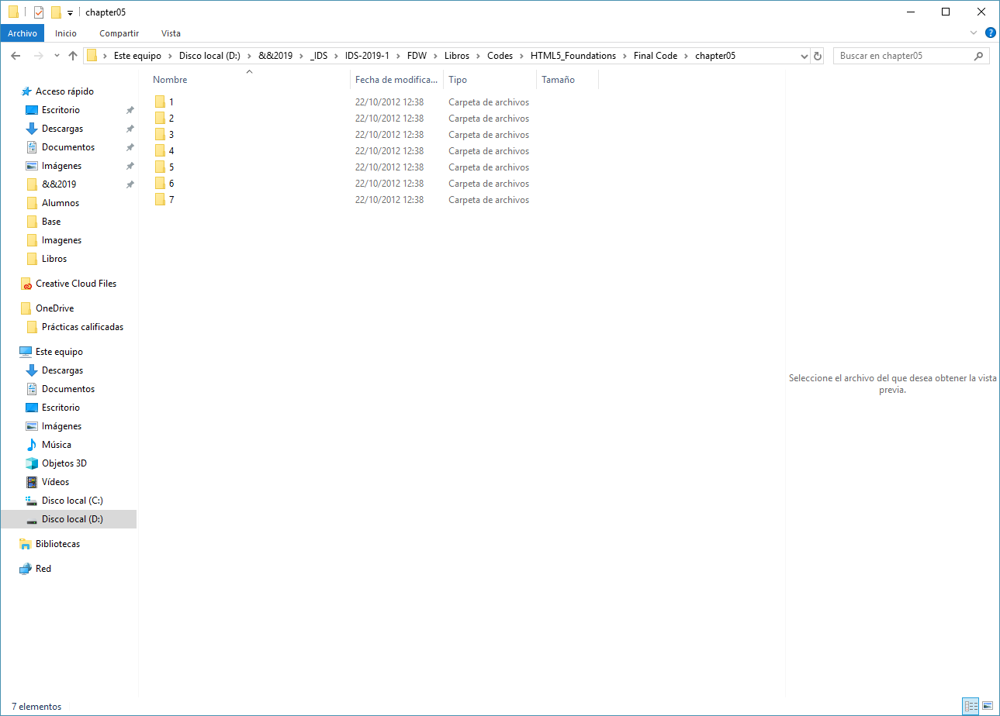 chapter05
Archivo Inicio Compartir Vista
?
Este equipo Disco local (D:) &&2019 _IDS IDS-2019-1 FDW Libros Codes HTML5_Foundations Final Code chapter05
Buscar en chapter05
Acceso rápido
Escritorio
Descargas
Documentos
Imágenes
&&2019
Alumnos
Base
Imagenes
Libros
Creative Cloud Files
OneDrive
Prácticas calificadas
Este equipo
Descargas
Documentos
Escritorio
Imágenes
Música
Objetos 3D
Vídeos
Disco local (C:)
Disco local (D:)
Bibliotecas
Red
Nombre Fecha de modifica... Tipo Tamaño
1 22/10/2012 12:38 Carpeta de archivos
2 22/10/2012 12:38 Carpeta de archivos
3 22/10/2012 12:38 Carpeta de archivos
4 22/10/2012 12:38 Carpeta de archivos
5 22/10/2012 12:38 Carpeta de archivos
6 22/10/2012 12:38 Carpeta de archivos
7 22/10/2012 12:38 Carpeta de archivos
Seleccione el archivo del que desea obtener la vista
previa.
7 elementos